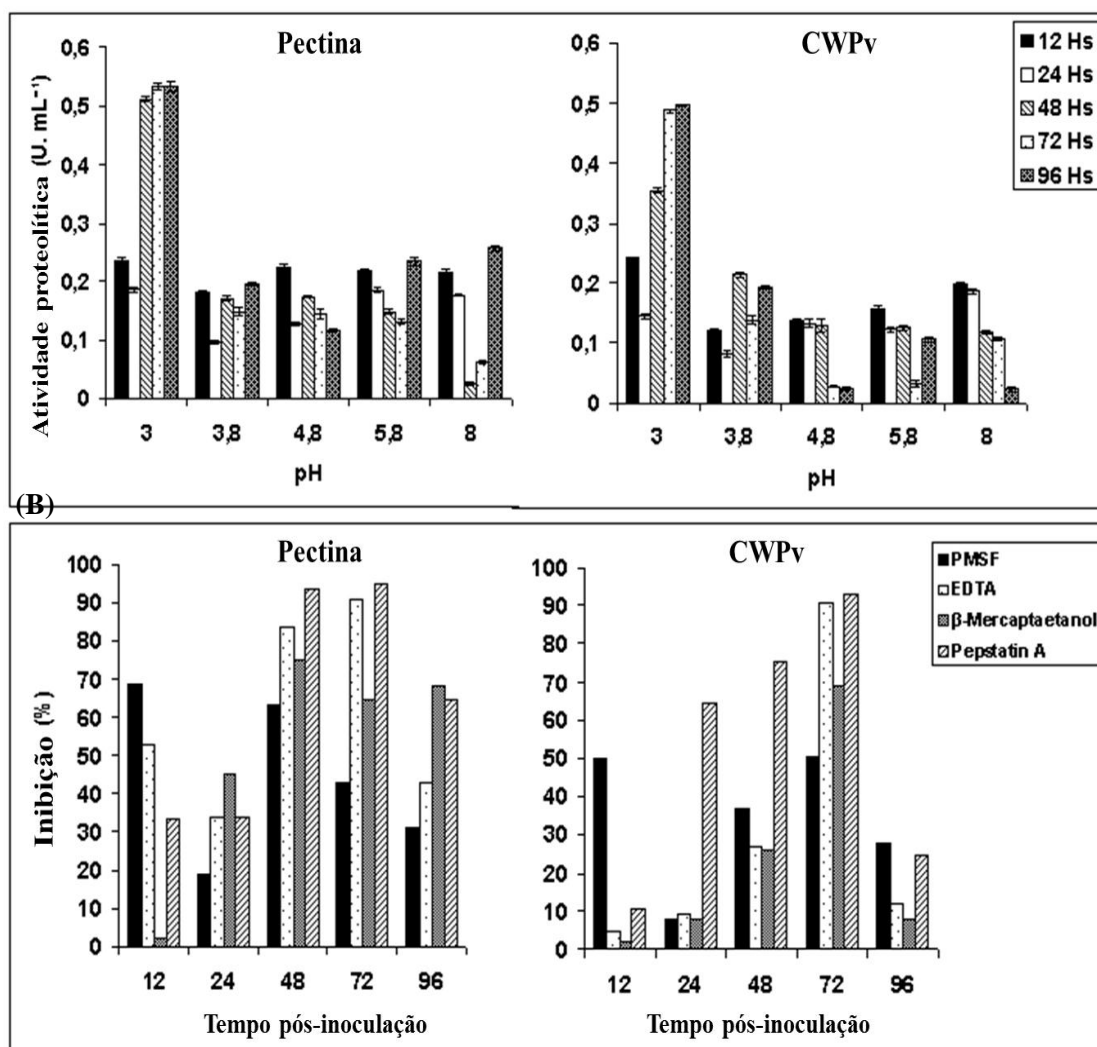 Pectina
CWPv
0,6
0,5
0,4
0,3
0,2
0,1
0
Atividade proteolítica (U. mL⁻¹)
3 3,8 4,8 5,8 8
pH
0,6
0,5
0,4
0,3
0,2
0,1
0
3 3,8 4,8 5,8 8
pH
12 Hs
24 Hs
48 Hs
72 Hs
96 Hs
(B)
Pectina
CWPv
100
90
80
70
60
50
40
30
20
10
0
Inibição (%)
12 24 48 72 96
Tempo pós-inoculação
100
90
80
70
60
50
40
30
20
10
0
12 24 48 72 96
Tempo pós-inoculação
PMSF
EDTA
β-Mercaptaetanol
Pepstatin A